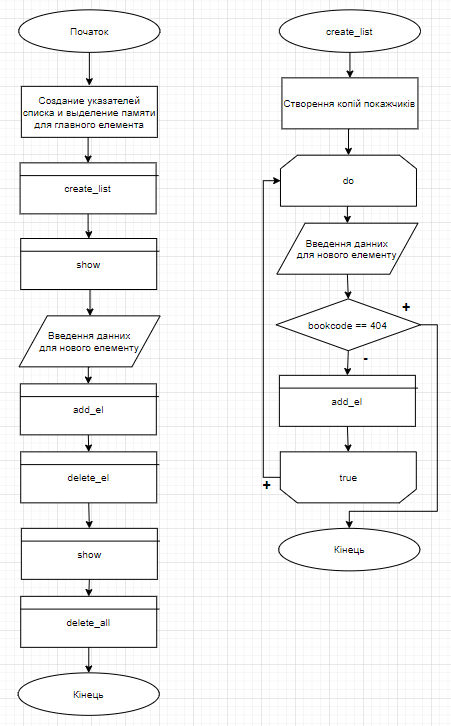 Початок
Создание указателей
списка и выделение памяти
для главного елемента
create_list
show
Введення данних
для нового елементу
add_el
delete_el
show
delete_all
Кінець
create_list
Створення копій покажчиків
do
Введення данних
для нового елементу
bookcode == 404
+
-
add_el
true
+
Кінець